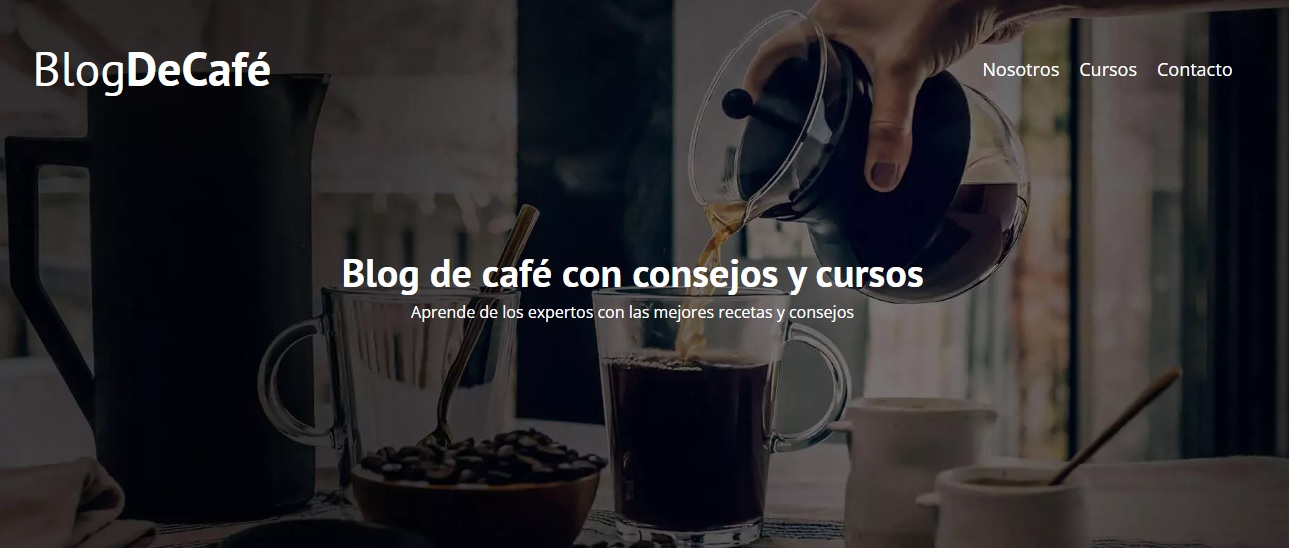 BlogDeCafé
Nosotros Cursos Contacto
Blog de café con consejos y cursos
Aprende de los expertos con las mejores recetas y consejos